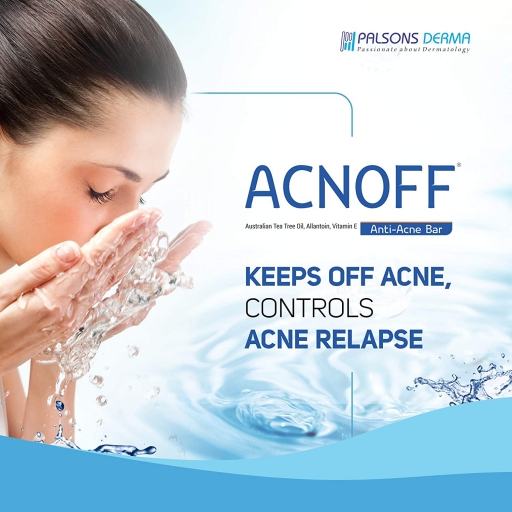 PALSONS DERMA
Passionate about Dermatology
ACNOFF®
Australian Tea Tree Oil, Allantoin, Vitamin E
Anti-Acne Bar
KEEPS OFF ACNE,
CONTROLS
ACNE RELAPSE